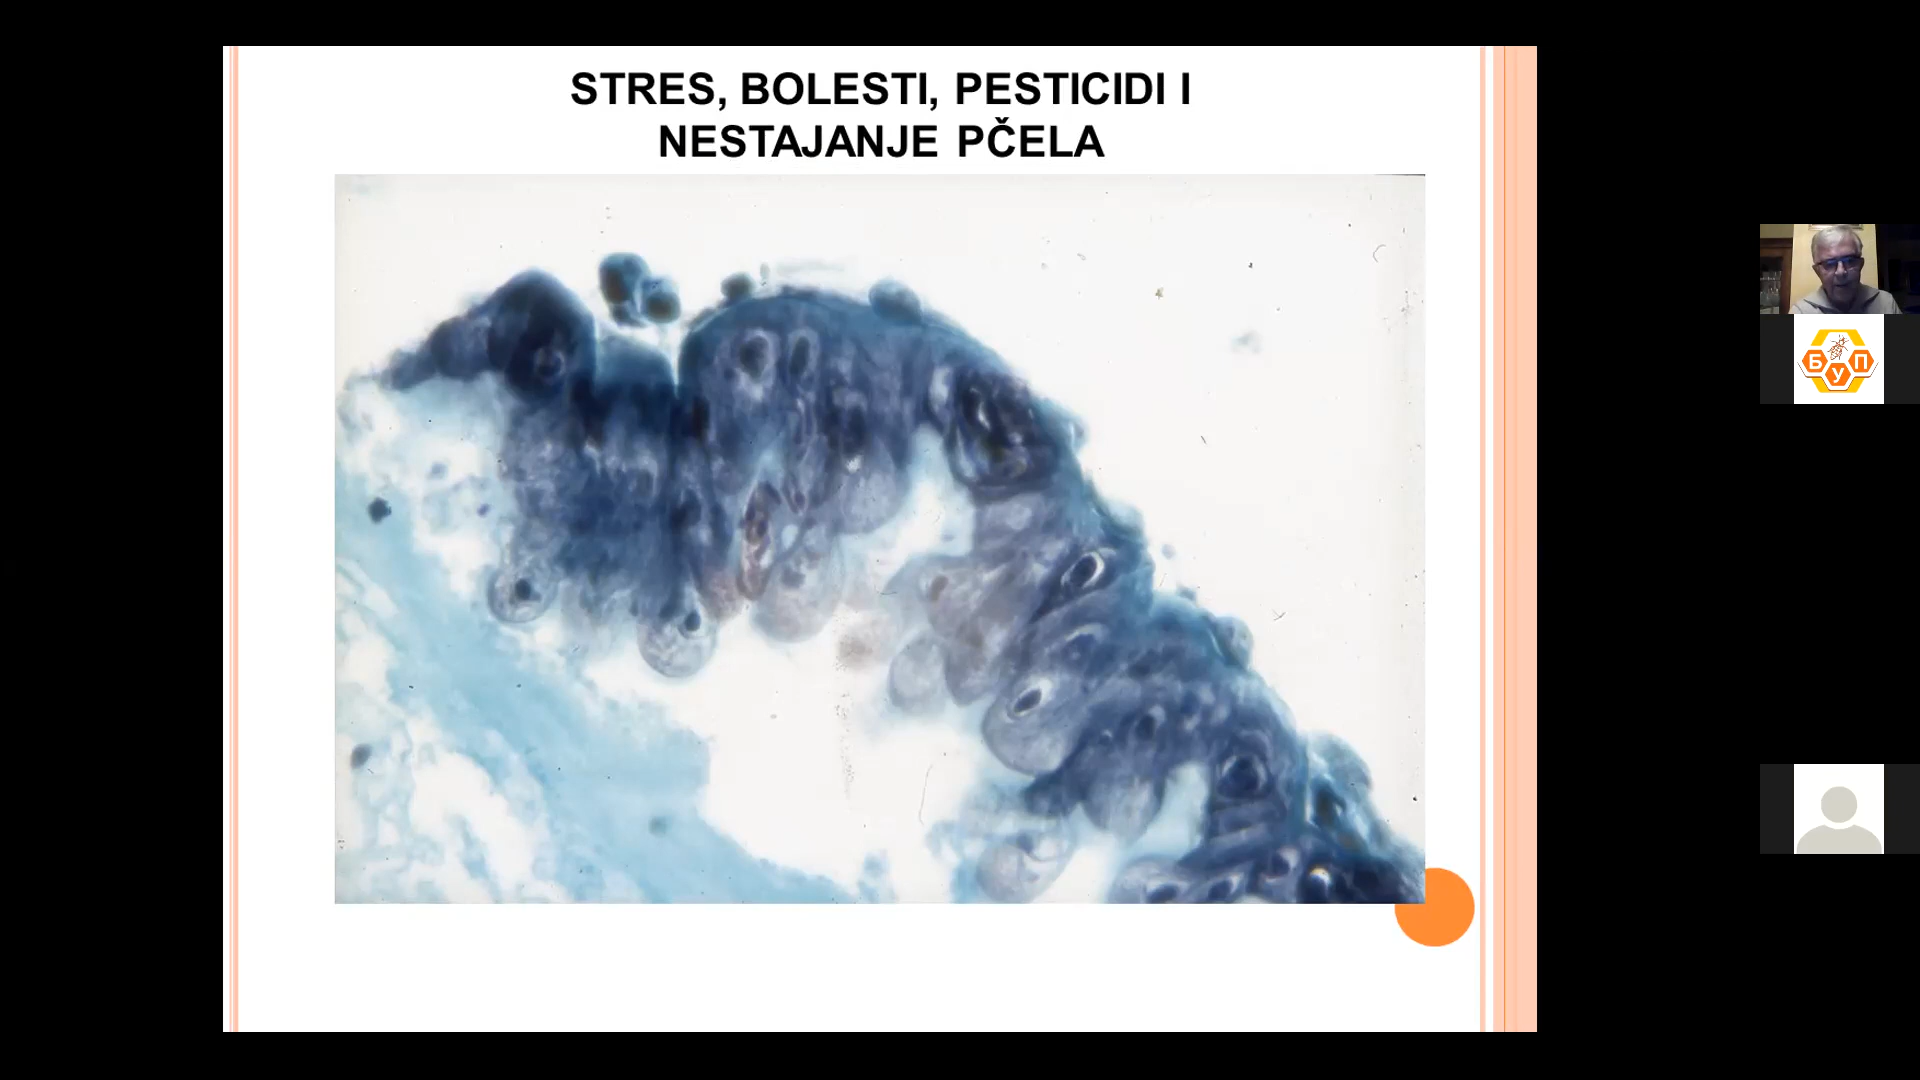 STRES, BOLESTI, PESTICIDI I
NESTAJANJE PČELA
Б У П